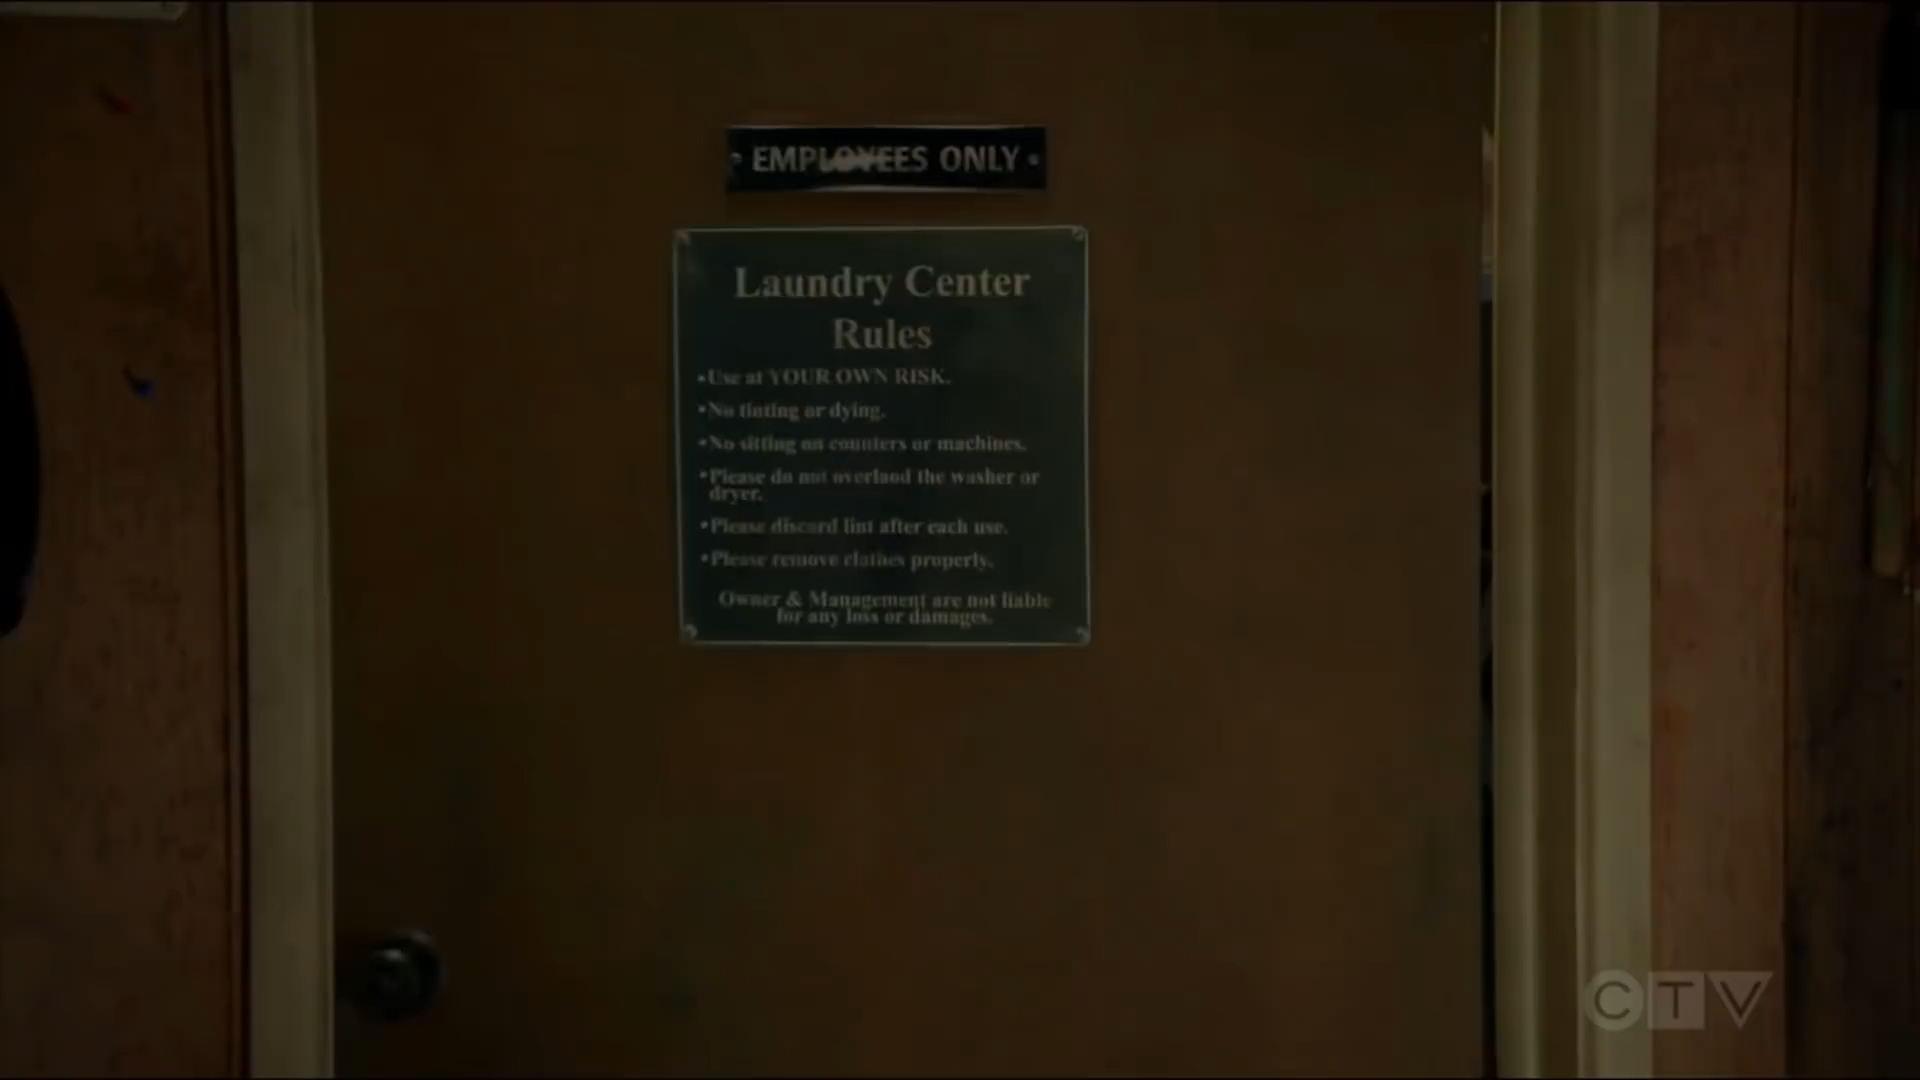 EMPLOYEES ONLY
Laundry Center
Rules
•Use at YOUR OWN RISK.
•No tinting or dying.
•No sitting on counters or machines.
•Please do not overload the washer or
dryer.
•Please discard lint after each use.
•Please remove clothes properly.
Owner & Management are not liable
for any loss or damages.
CTV